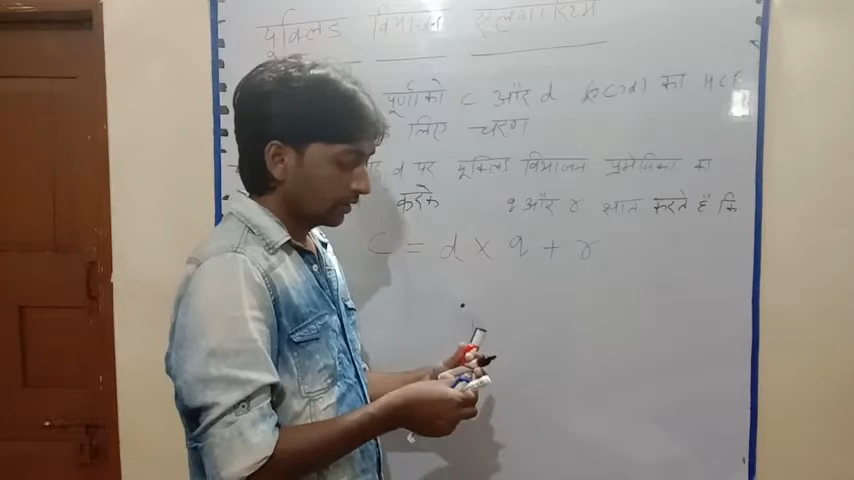 यूक्लिड विभाजन एल्गोरिथ्म
पूर्णांको c और d (c>d) का HCF
लिए चरण
d पर यूक्लिड विभाजन प्रमेयिका का
करके q और r ज्ञात करते है कि
c = d x q + r